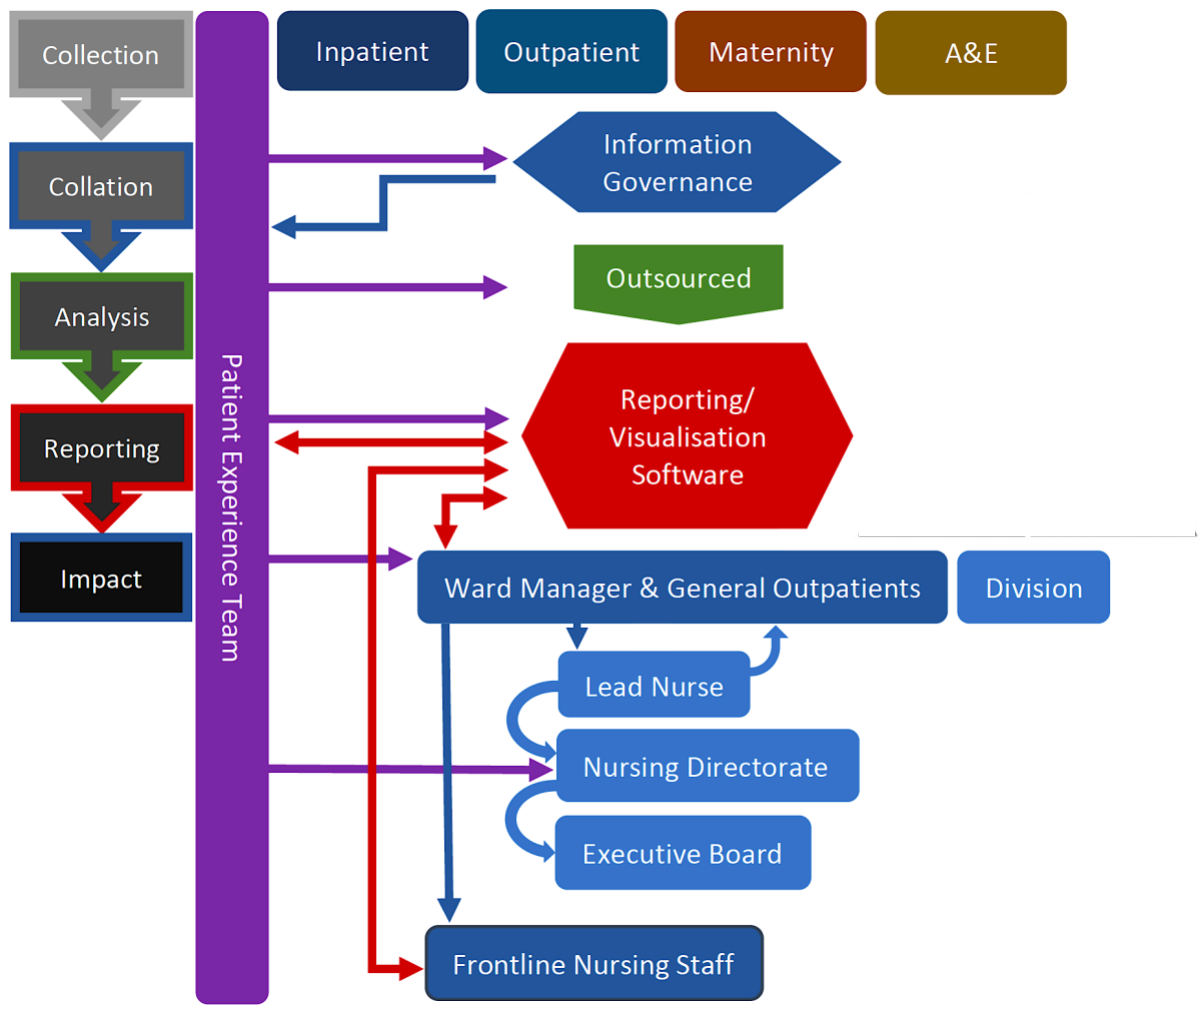 Collection
Collation
Analysis
Reporting
Impact
Patient Experience Team
Inpatient
Outpatient
Maternity
A&E
Information
Governance
Outsourced
Reporting/
Visualisation
Software
Ward Manager & General Outpatients
Division
Lead Nurse
Nursing Directorate
Executive Board
Frontline Nursing Staff